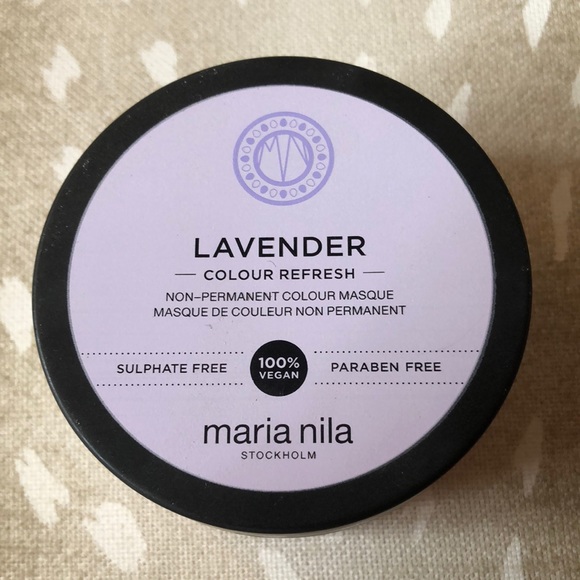 MN
LAVENDER
COLOUR REFRESH
NON-PERMANENT COLOUR MASQUE
MASQUE DE COULEUR NON PERMANENT
SULPHATE FREE 100% VEGAN PARABEN FREE
maria nila
STOCKHOLM